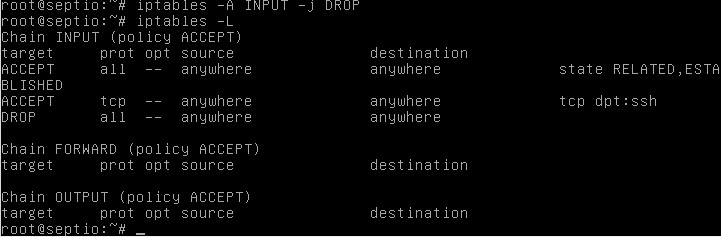 root@septio:~# iptables -A INPUT -j DROP
root@septio:~# iptables -L
Chain INPUT (policy ACCEPT)
target     prot opt source               destination
ACCEPT     all  --  anywhere             anywhere             state RELATED,ESTA
BLISHED
ACCEPT     tcp  --  anywhere             anywhere             tcp dpt:ssh
DROP       all  --  anywhere             anywhere

Chain FORWARD (policy ACCEPT)
target     prot opt source               destination

Chain OUTPUT (policy ACCEPT)
target     prot opt source               destination
root@septio:~# _